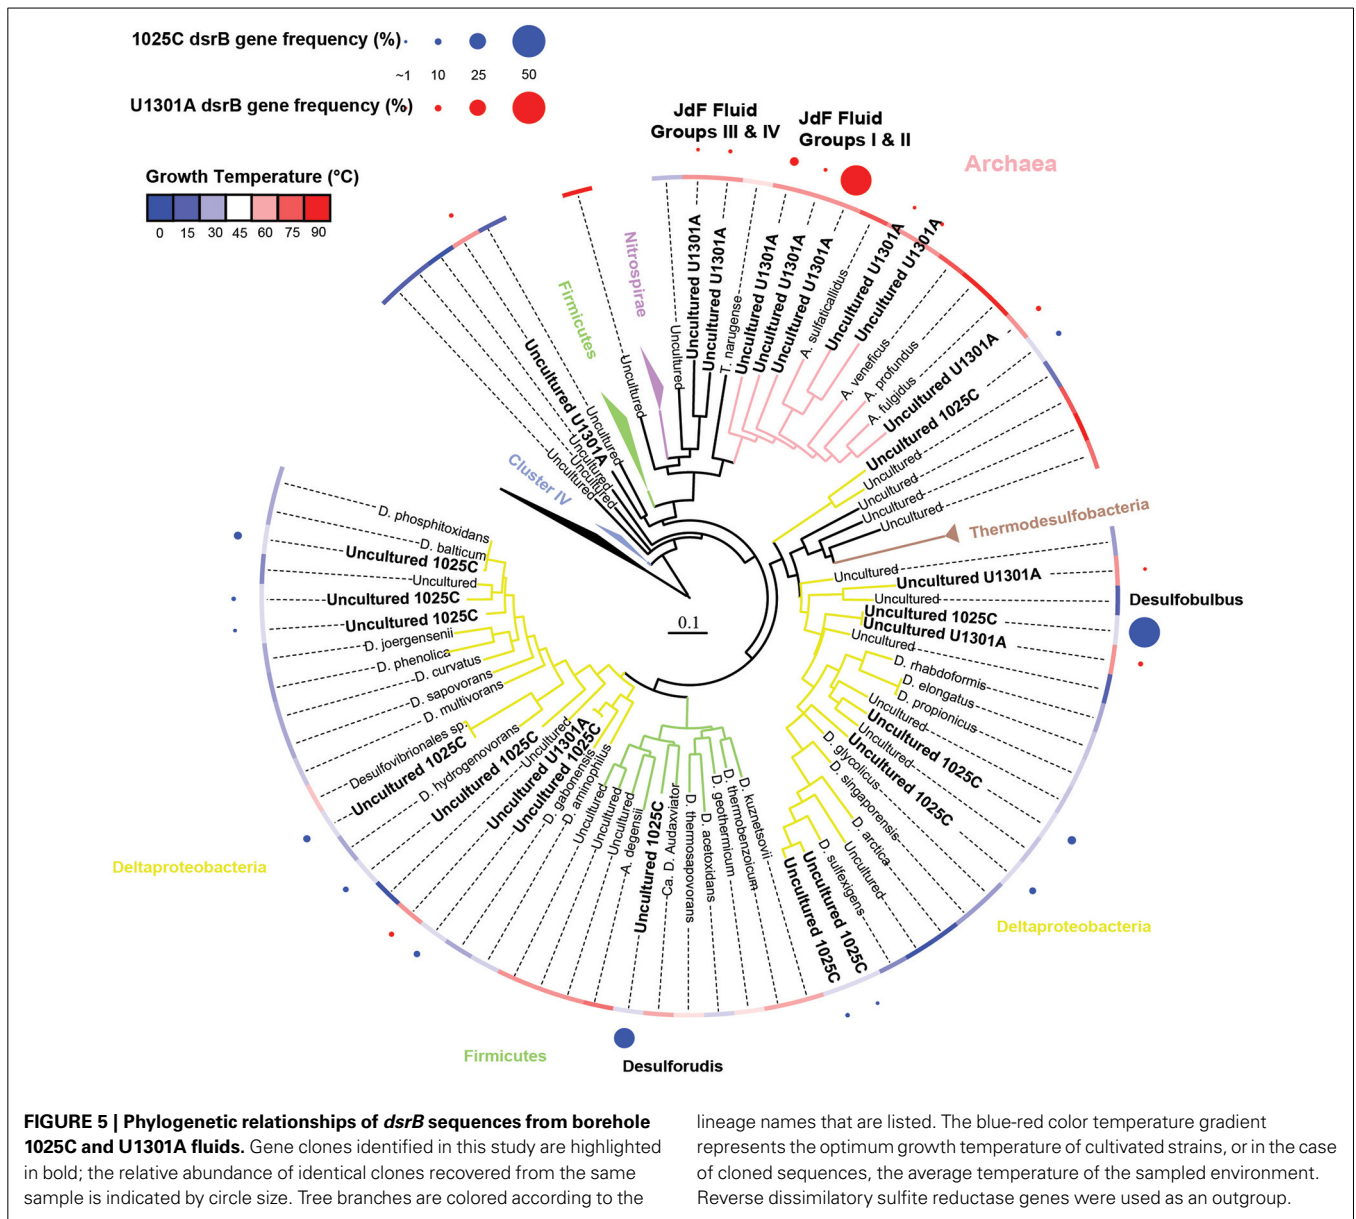 1025C dsrB gene frequency (%)
~1 10 25 50
U1301A dsrB gene frequency (%)
Growth Temperature (°C)
0 15 30 45 60 75 90
JdF Fluid
Groups III & IV
JdF Fluid
Groups I & II
Archaea
Nitrospirae
Firmicutes
Cluster IV
Uncultured
Uncultured
Uncultured
Uncultured
Uncultured U1301A
Uncultured
Uncultured
Uncultured
Uncultured U1301A
Uncultured U1301A
T. narugense
Uncultured U1301A
Uncultured U1301A
Uncultured U1301A
A. sulfaticallidus
Uncultured U1301A
Uncultured U1301A
A. veneficus
A. profundus
A. fulgidus
Uncultured U1301A
Uncultured 1025C
Uncultured
Uncultured
Uncultured
Uncultured
Thermodesulfobacteria
Uncultured
Uncultured U1301A
Uncultured
Desulfobulbus
Uncultured 1025C
Uncultured U1301A
Uncultured
D. rhabdoformis
D. elongatus
D. propionicus
Uncultured
Uncultured 1025C
Uncultured
Uncultured 1025C
D. glycolicus
D. singaporensis
D. arctica
Uncultured
D. sulfexigens
Uncultured 1025C
Uncultured 1025C
Deltaproteobacteria
D. kuznetsovii
D. thermobenzoicum
D. geothermicum
D. acetoxidans
D. themosapovorans
Ca. D. Audaxviator
Uncultured 1025C
A. degensii
Uncultured
Uncultured
Uncultured
Desulforudis
Firmicutes
D. aminophilus
D. gabonensis
Uncultured 1025C
Uncultured U1301A
Uncultured
Uncultured 1025C
D. hydrogenovorans
Uncultured 1025C
Desulfovibrionales sp.
D. multivorans
D. sapovorans
D. curvatus
D. phenolica
D. joergensenii
Uncultured 1025C
Uncultured 1025C
Uncultured
Uncultured 1025C
D. balticum
D. phosphitoxidans
Deltaproteobacteria
0.1
FIGURE 5 | Phylogenetic relationships of dsrB sequences from borehole
1025C and U1301A fluids. Gene clones identified in this study are highlighted
in bold; the relative abundance of identical clones recovered from the same
sample is indicated by circle size. Tree branches are colored according to the
lineage names that are listed. The blue-red color temperature gradient
represents the optimum growth temperature of cultivated strains, or in the case
of cloned sequences, the average temperature of the sampled environment.
Reverse dissimilatory sulfite reductase genes were used as an outgroup.